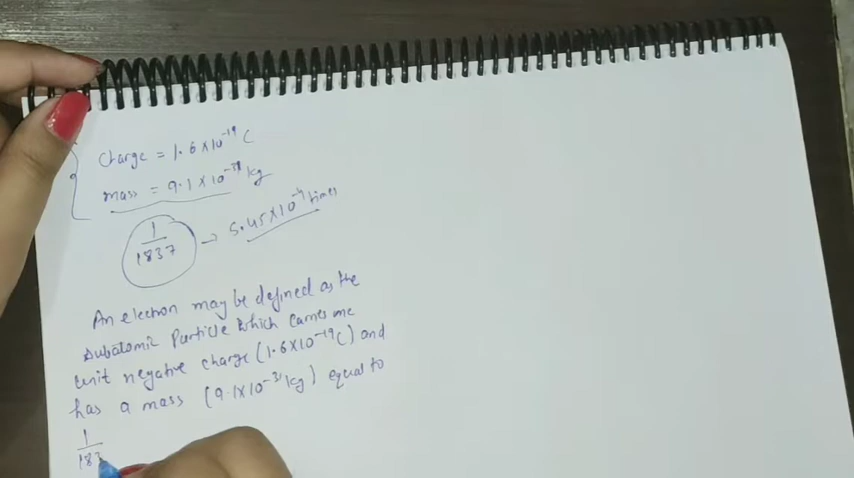 Charge = 1.6 × 10⁻¹⁹ C
mass = 9.1 × 10⁻³¹ kg
1/1837 → 5.45 × 10⁻⁴ times
An electron may be defined as the
subatomic Particle which carries one
unit negative charge (1.6×10⁻¹⁹C) and
has a mass (9.1×10⁻³¹ kg) equal to
1/183